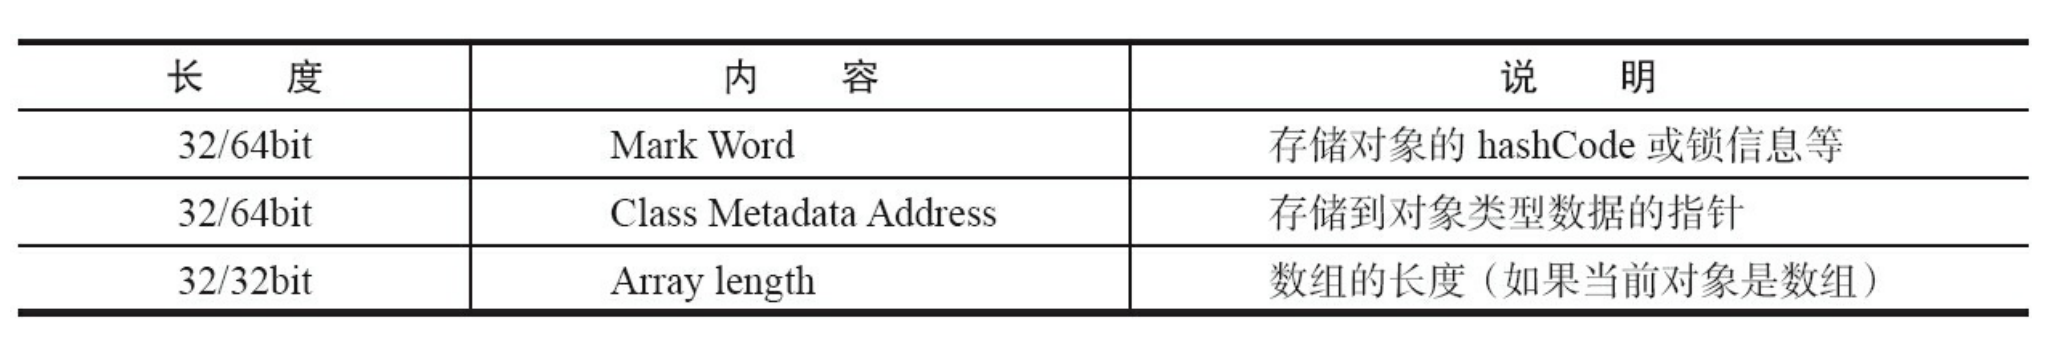 长 度 内 容 说 明
32/64bit Mark Word 存储对象的 hashCode 或锁信息等
32/64bit Class Metadata Address 存储到对象类型数据的指针
32/32bit Array length 数组的长度（如果当前对象是数组）